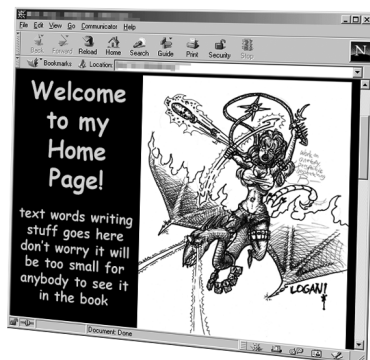 File Edit View Go Communicator Help
Back Forward Reload Home Search Guide Print Security Stop
Bookmarks Location:
N
Welcome
to my
Home
Page!
text words writing
stuff goes here
don't worry it will
be too small for
anybody to see it
in the book
LOGAN!
Document: Done